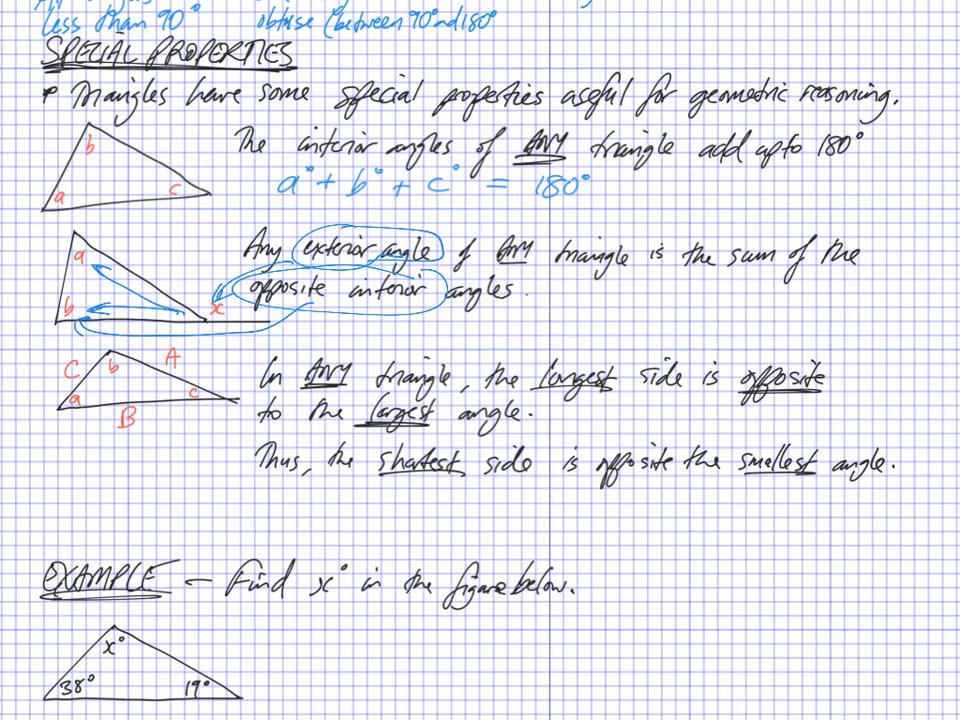 less than 90° obtuse (between 90° and 180°
SPECIAL PROPERTIES
• Triangles have some special properties useful for geometric reasoning.
b
a
c
The interior angles of ANY triangle add up to 180°
a° + b° + c° = 180°
a
b
x
Any exterior angle of ANY triangle is the sum of the
opposite interior angles.
C
b
A
a
c
B
In ANY triangle, the longest side is opposite
to the largest angle.
Thus, the shortest side is opposite the smallest angle.
EXAMPLE — Find x° in the figure below.
x°
38°
19°